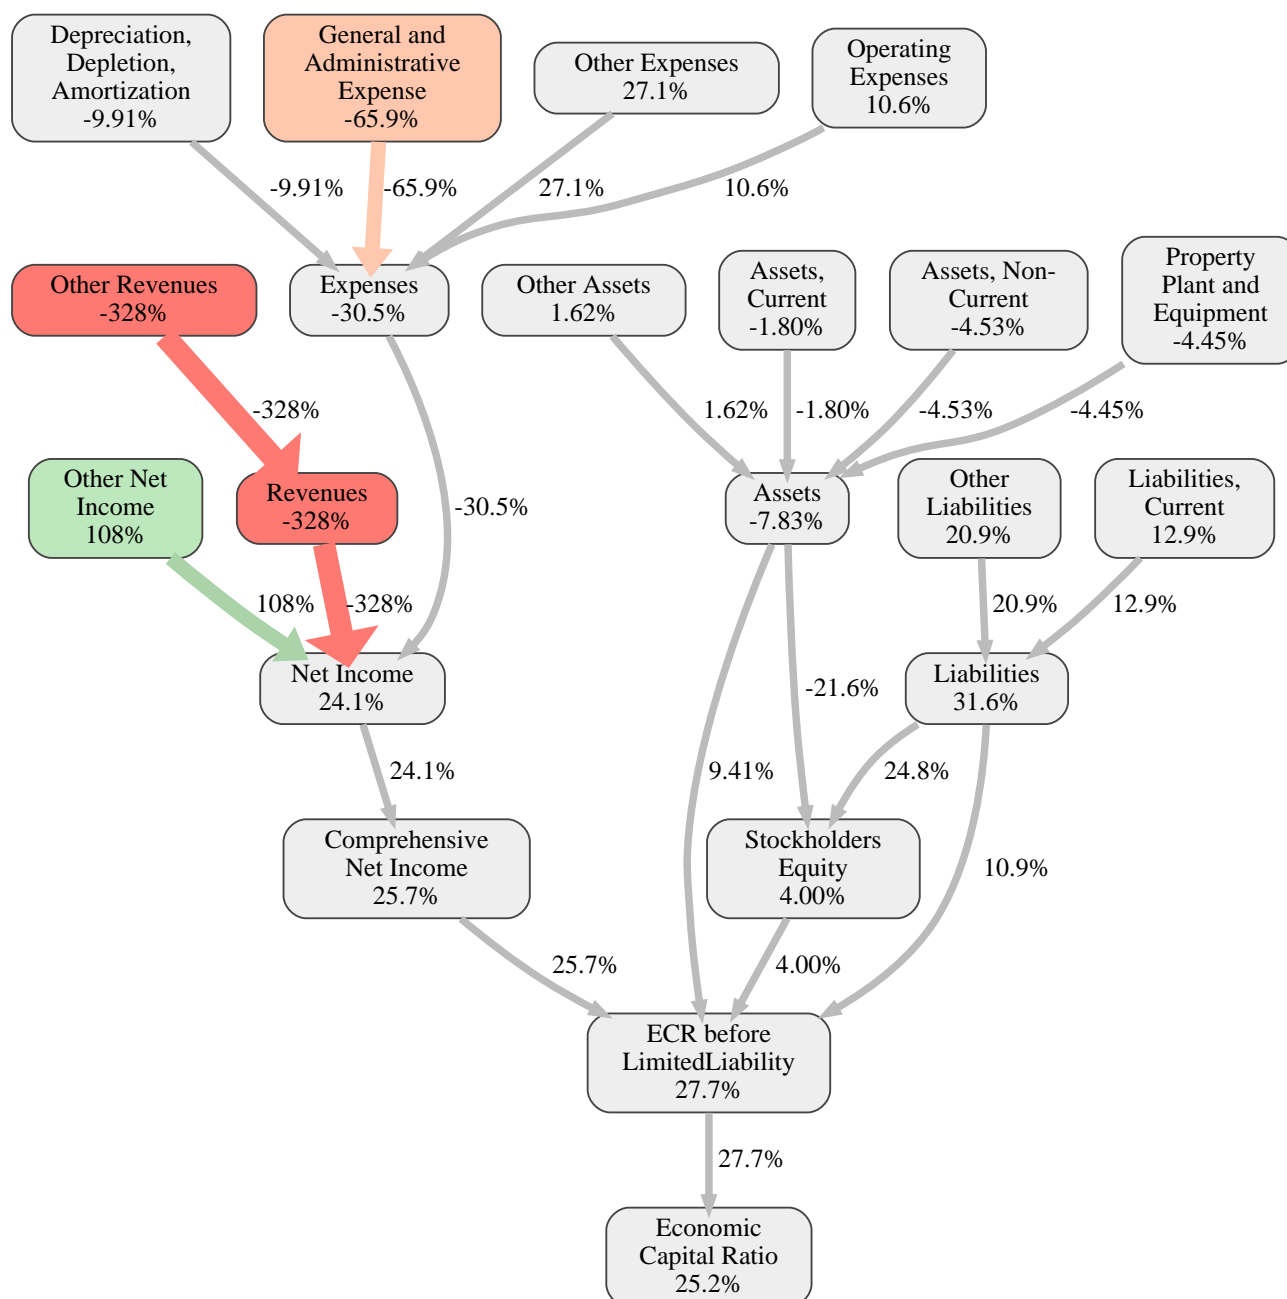 Depreciation,
Depletion,
Amortization
-9.91%
General and
Administrative
Expense
-65.9%
Other Expenses
27.1%
Operating
Expenses
10.6%
-9.91%
-65.9%
27.1%
10.6%
Other Revenues
-328%
Expenses
-30.5%
Other Assets
1.62%
Assets,
Current
-1.80%
Assets, Non-
Current
-4.53%
Property
Plant and
Equipment
-4.45%
-328%
1.62%
-1.80%
-4.53%
-4.45%
Other Net
Income
108%
Revenues
-328%
-30.5%
Assets
-7.83%
Other
Liabilities
20.9%
Liabilities,
Current
12.9%
108%
-328%
20.9%
12.9%
Net Income
24.1%
-21.6%
Liabilities
31.6%
24.1%
9.41%
24.8%
Comprehensive
Net Income
25.7%
Stockholders
Equity
4.00%
10.9%
25.7%
4.00%
ECR before
LimitedLiability
27.7%
27.7%
Economic
Capital Ratio
25.2%